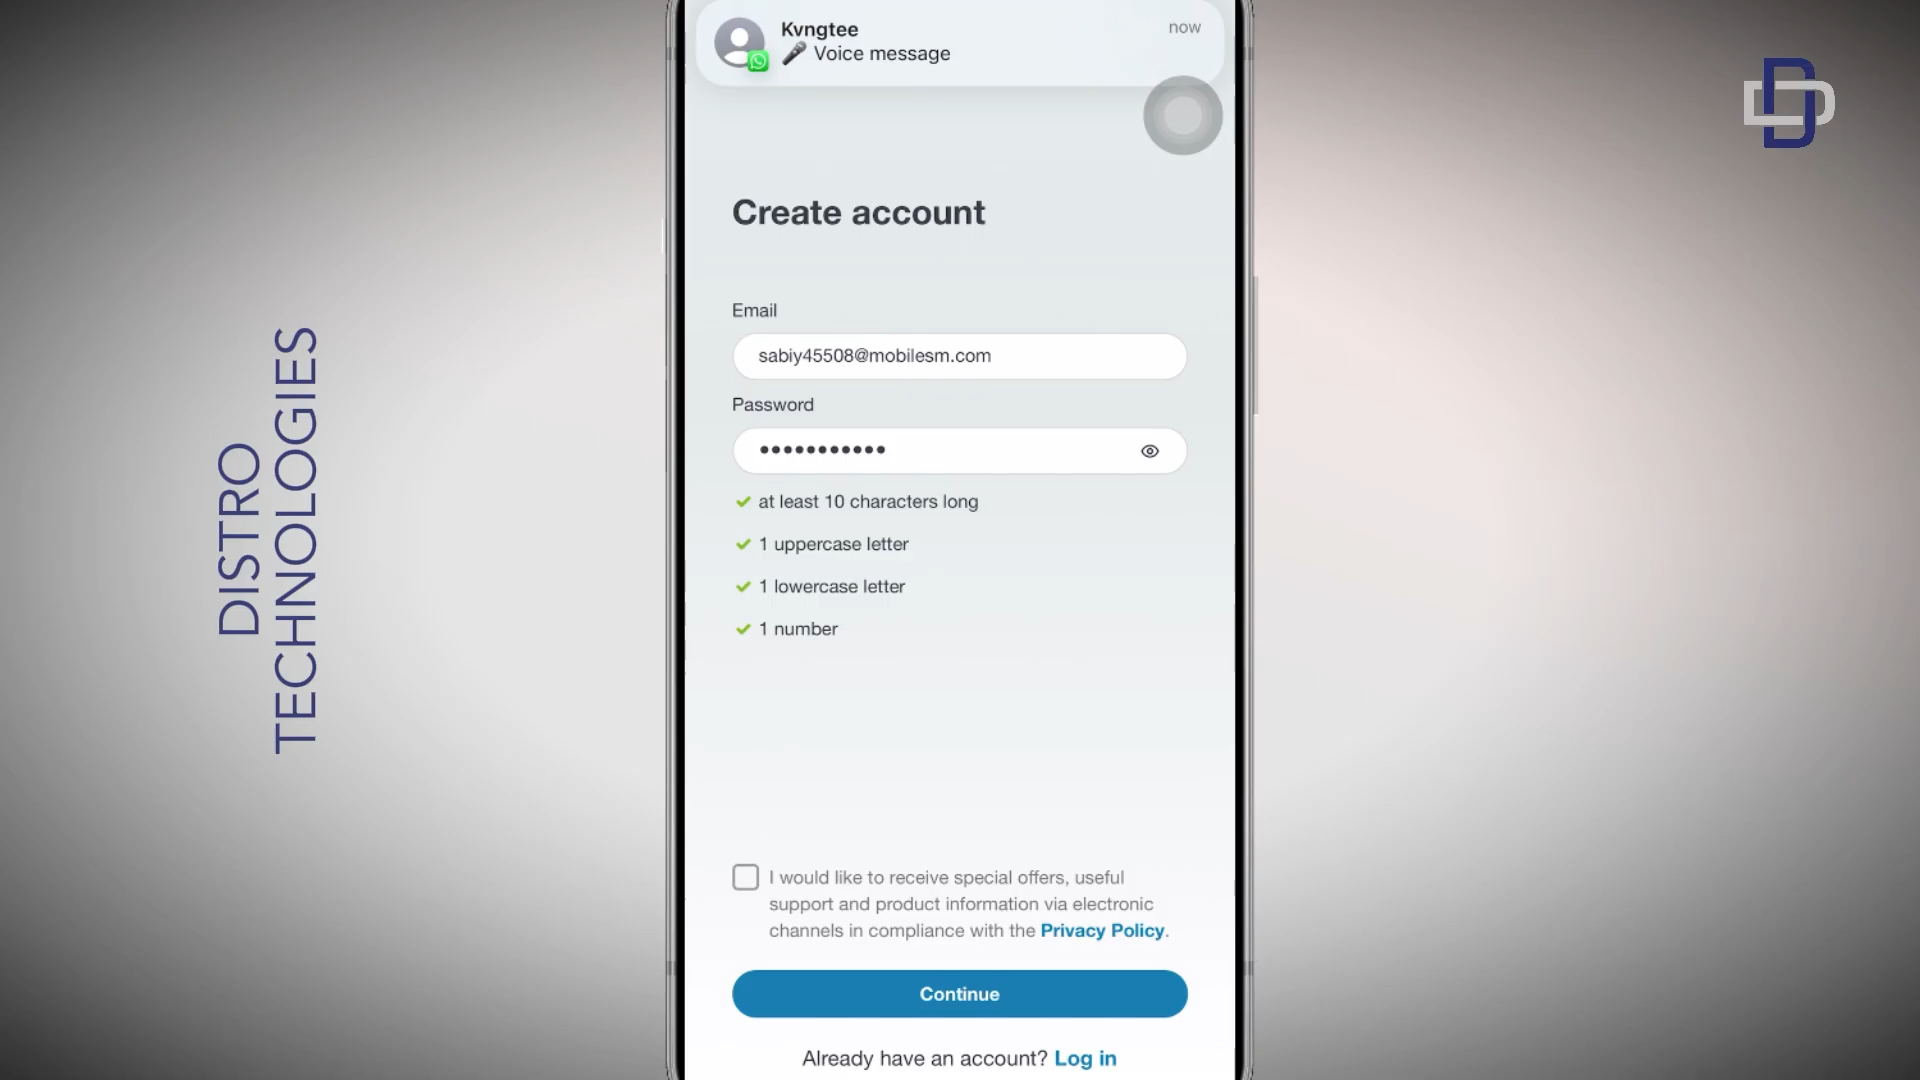 Kvngtee
now
Voice message
Create account
Email
sabiy45508@mobilesm.com
Password
•••••••••••
at least 10 characters long
1 uppercase letter
1 lowercase letter
1 number
I would like to receive special offers, useful
support and product information via electronic
channels in compliance with the Privacy Policy.
Continue
Already have an account? Log in
DISTRO
TECHNOLOGIES